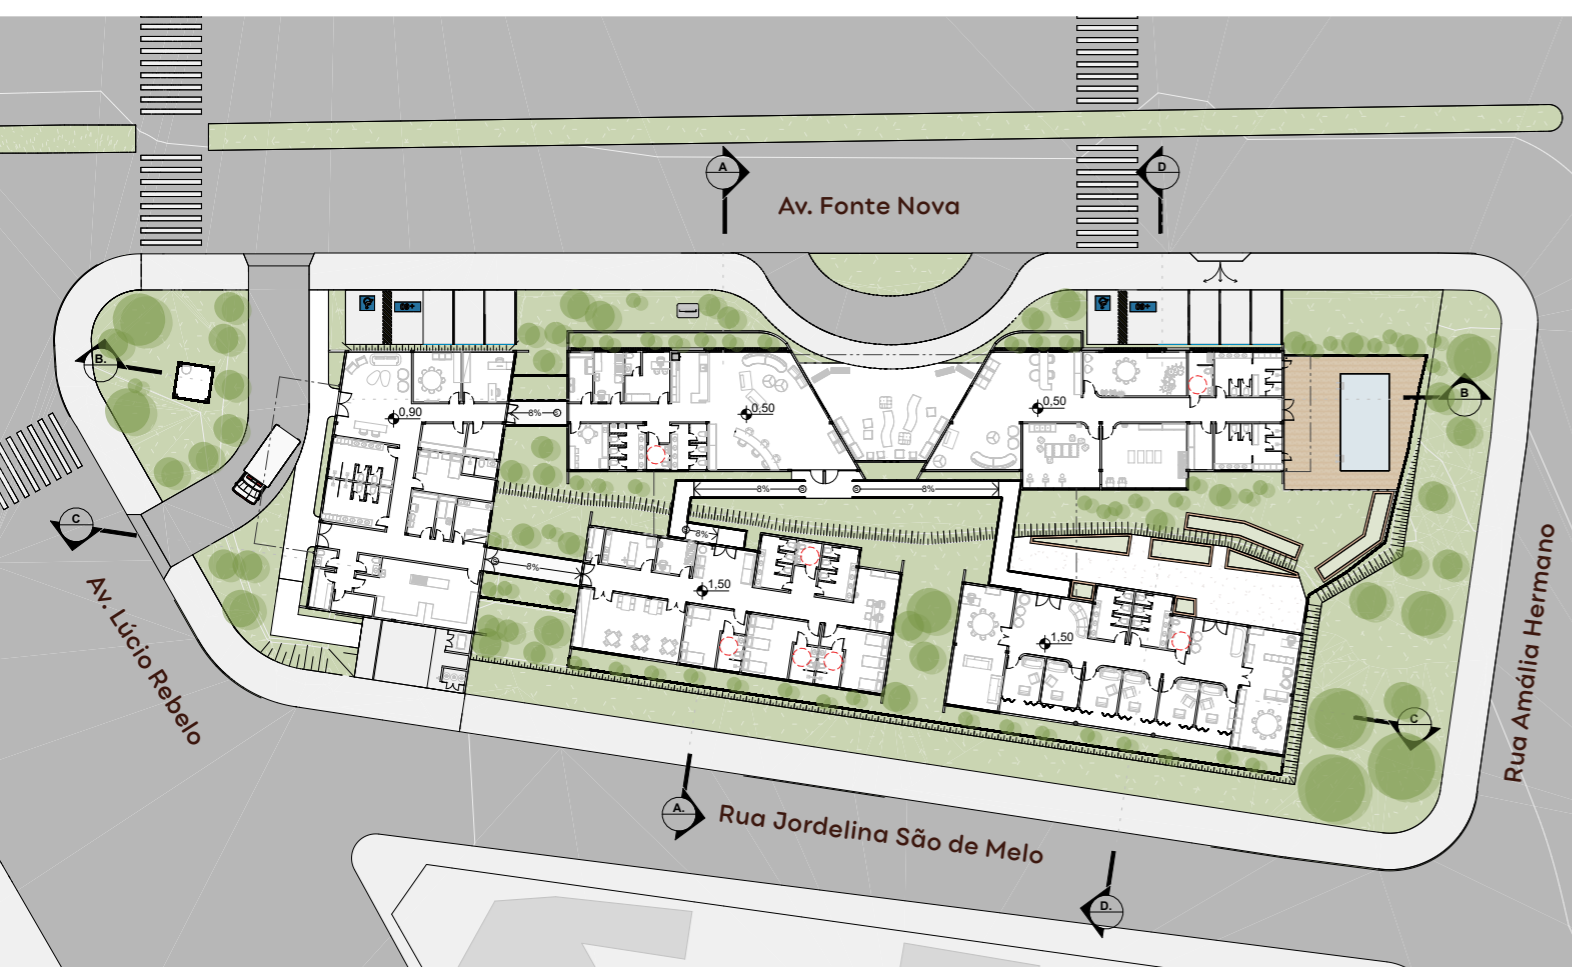 A
D
Av. Fonte Nova
B.
B
0,90
8%
0,50
0,50
8%
8%
C
8%
8%
1,50
1,50
Av. Lúcio Rebelo
Rua Amália Hermano
C
A.
Rua Jordelina São de Melo
D.